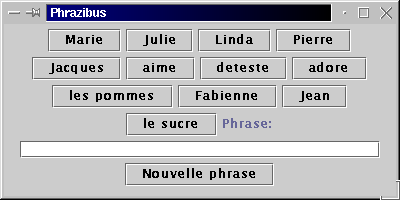 Phrazibus
Marie Julie Linda Pierre
Jacques aime deteste adore
les pommes Fabienne Jean
le sucre Phrase:
Nouvelle phrase